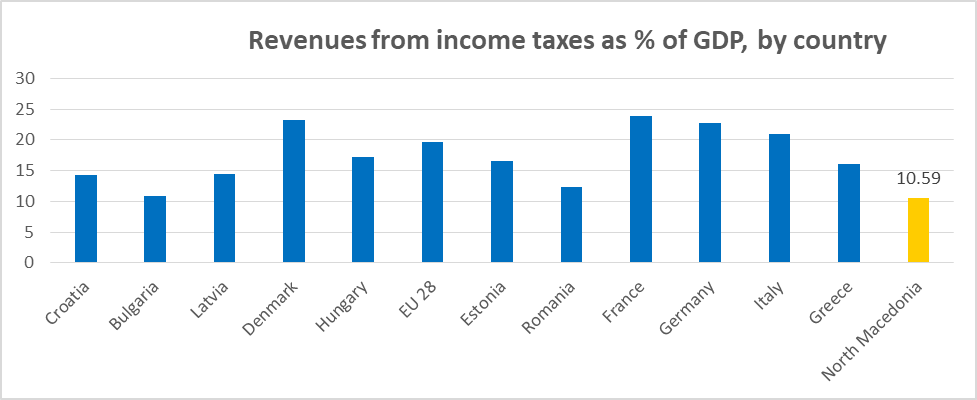 Revenues from income taxes as % of GDP, by country
30
25
20
15
10
5
0
10.59
Croatia
Bulgaria
Latvia
Denmark
Hungary
EU 28
Estonia
Romania
France
Germany
Italy
Greece
North Macedonia